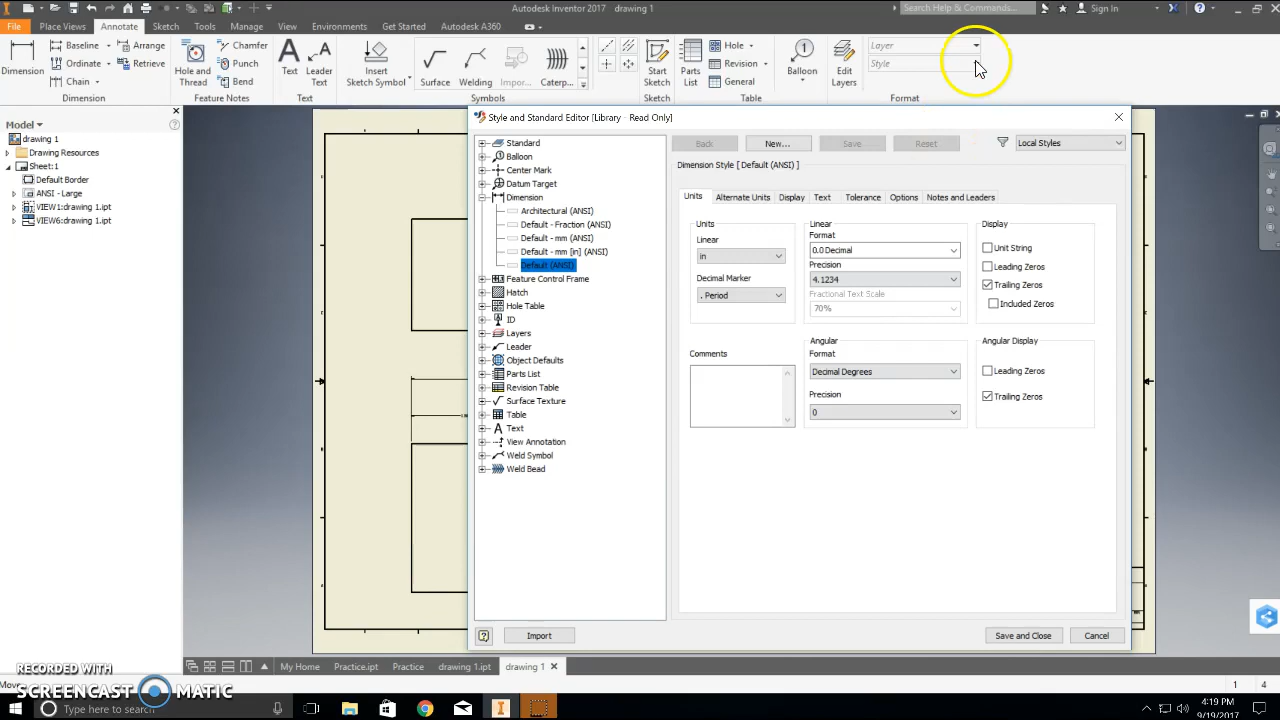 Autodesk Inventor 2017 drawing 1
Search Help & Commands...
Sign In
File
Place Views
Annotate
Sketch
Tools
Manage
View
Environments
Get Started
Autodesk A360
Dimension
Baseline
Ordinate
Chain
Arrange
Retrieve
Dimension
Hole and
Thread
Chamfer
Punch
Bend
Feature Notes
Text
Leader
Text
Text
Insert
Sketch Symbol
Surface
Welding
Impor...
Caterp...
Symbols
Start
Sketch
Sketch
Parts
List
Hole
Revision
General
Table
Balloon
Edit
Layers
Layer
Style
Format
Model
drawing 1
Drawing Resources
Sheet:1
Default Border
ANSI - Large
VIEW1:drawing 1.ipt
VIEW6:drawing 1.ipt
Style and Standard Editor [Library - Read Only]
Standard
Balloon
Center Mark
Datum Target
Dimension
Architectural (ANSI)
Default - Fraction (ANSI)
Default - mm (ANSI)
Default - mm [in] (ANSI)
Default (ANSI)
Feature Control Frame
Hatch
Hole Table
ID
Layers
Leader
Object Defaults
Parts List
Revision Table
Surface Texture
Table
Text
View Annotation
Weld Symbol
Weld Bead
Back
New...
Save
Reset
Local Styles
Dimension Style [ Default (ANSI) ]
Units
Alternate Units
Display
Text
Tolerance
Options
Notes and Leaders
Units
Linear
in
Decimal Marker
. Period
Linear
Format
0.0 Decimal
Precision
4.1234
Fractional Text Scale
70%
Display
Unit String
Leading Zeros
Trailing Zeros
Included Zeros
Comments
Angular
Format
Decimal Degrees
Precision
0
Angular Display
Leading Zeros
Trailing Zeros
Import
Save and Close
Cancel
My Home
Practice.ipt
Practice
drawing 1.ipt
drawing 1
RECORDED WITH
SCREENCAST MATIC
1
4
Type here to search
4:19 PM
9/19/2017